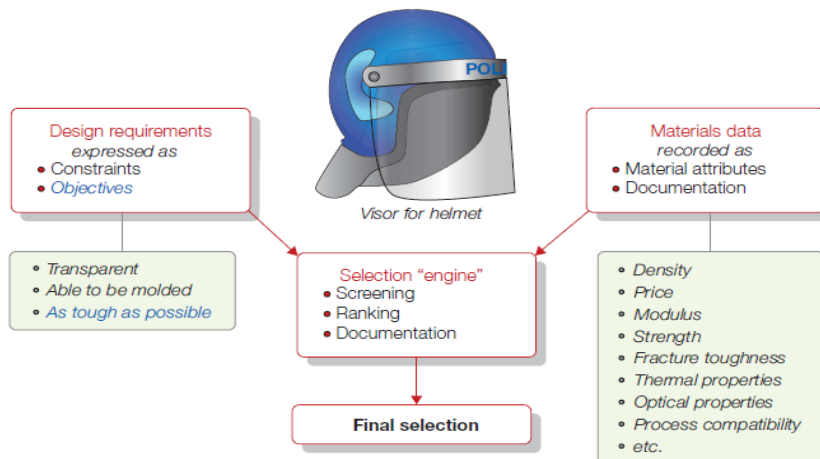 POLI
Visor for helmet
Design requirements
expressed as
• Constraints
• Objectives
Materials data
recorded as
• Material attributes
• Documentation
Transparent
Able to be molded
As tough as possible
Selection “engine”
• Screening
• Ranking
• Documentation
Density
Price
Modulus
Strength
Fracture toughness
Thermal properties
Optical properties
Process compatibility
etc.
Final selection